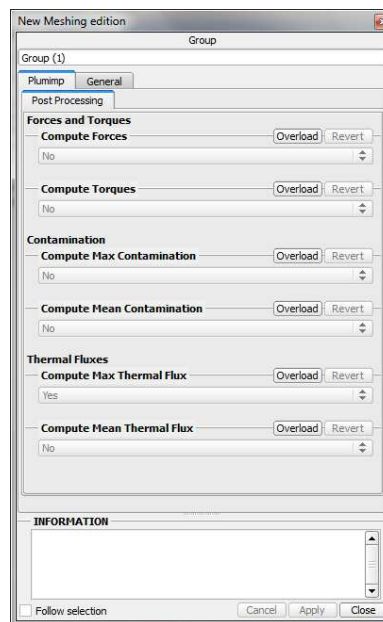 New Meshing edition
Group
Group (1)
Plumimp General
Post Processing
Forces and Torques
Compute Forces Overload Revert
No
Compute Torques Overload Revert
No
Contamination
Compute Max Contamination Overload Revert
No
Compute Mean Contamination Overload Revert
No
Thermal Fluxes
Compute Max Thermal Flux Overload Revert
Yes
Compute Mean Thermal Flux Overload Revert
No
INFORMATION
Follow selection Cancel Apply Close